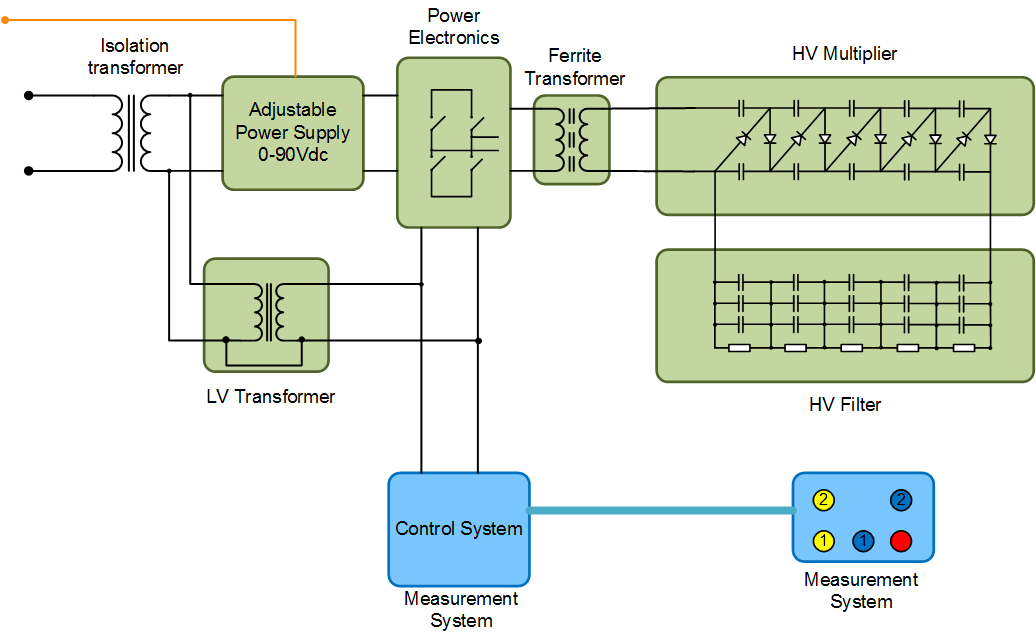 Power
Electronics
Isolation
transformer
Ferrite
Transformer
HV Multiplier
Adjustable
Power Supply
0-90Vdc
LV Transformer
HV Filter
Control System
2
2
1
1
Measurement
System
Measurement
System